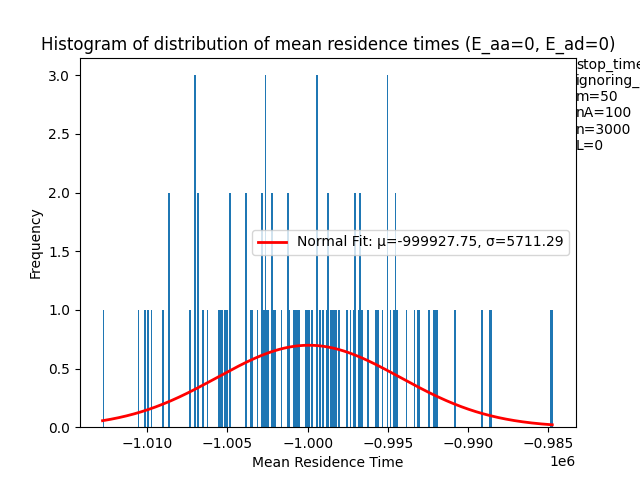 Histogram of distribution of mean residence times (E_aa=0, E_ad=0)
3.0
2.5
2.0
1.5
1.0
0.5
0.0
Frequency
Normal Fit: μ=-999927.75, σ=5711.29
stop_time
ignoring_
m=50
nA=100
n=3000
L=0
−1.010
−1.005
−1.000
−0.995
−0.990
−0.985
1e6
Mean Residence Time